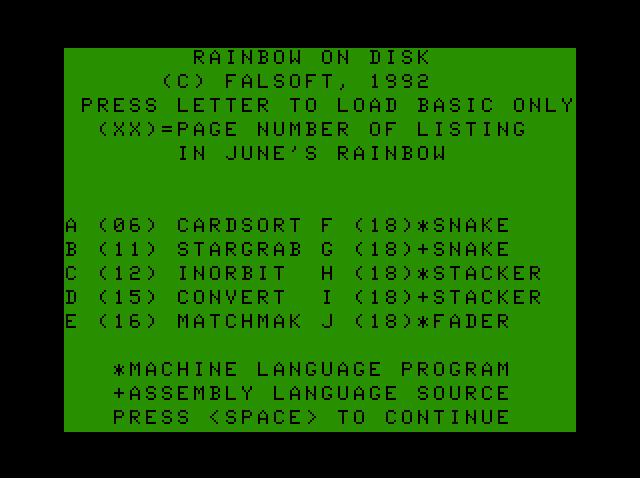 RAINBOW ON DISK
(C) FALSOFT, 1992
PRESS LETTER TO LOAD BASIC ONLY
(XX)=PAGE NUMBER OF LISTING
IN JUNE'S RAINBOW
A (06) CARDSORT F (18)*SNAKE
B (11) STARGRAB G (18)+SNAKE
C (12) INORBIT H (18)*STACKER
D (15) CONVERT I (18)+STACKER
E (16) MATCHMAK J (18)*FADER
*MACHINE LANGUAGE PROGRAM
+ASSEMBLY LANGUAGE SOURCE
PRESS <SPACE> TO CONTINUE